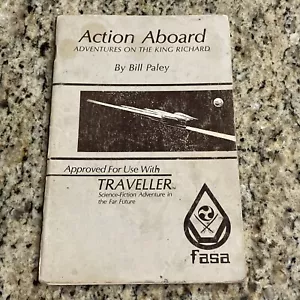 Action Aboard
ADVENTURES ON THE KING RICHARD
By Bill Paley
Approved For Use With
TRAVELLER™
Science-Fiction Adventure in
the Far Future
fasa